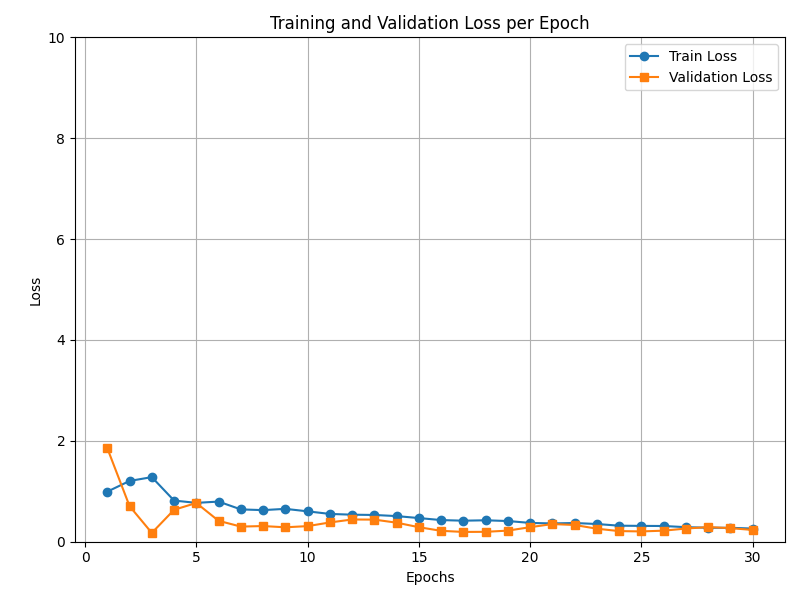 Training and Validation Loss per Epoch
Train Loss
Validation Loss
10
8
6
4
2
0
Loss
0 5 10 15 20 25 30
Epochs